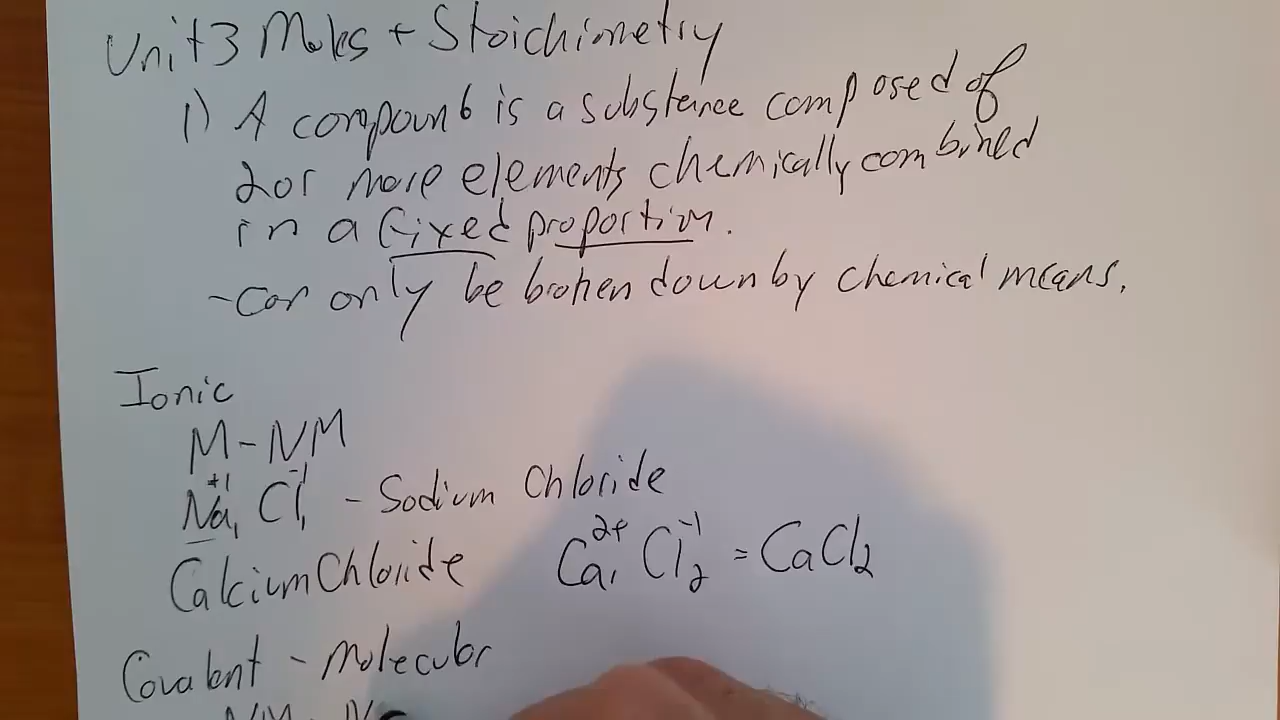 Unit 3 Moles + Stoichimetry
1) A compound is a substance composed of
2 or more elements chemically combined
in a fixed proportion.
- can only be broken down by chemical means.
Ionic
M-NM
Na₁⁺¹ Cl₁⁻¹ - Sodium Chloride
Calcium Chloride Ca₁²⁺ Cl₂⁻¹ = CaCl₂
Covalent - molecular
NM - N